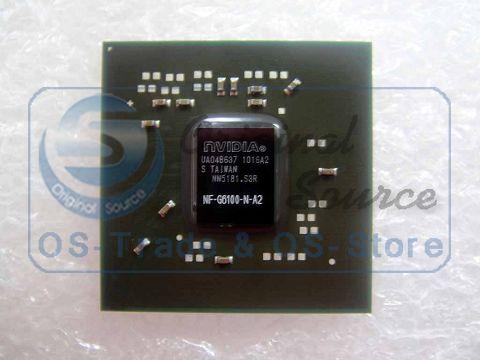 nVIDIA®
UA04B637 1016A2
S TAIWAN
NW5181.S3R
NF-G6100-N-A2
Original Source
Original Source
OS-Trade & OS-Store